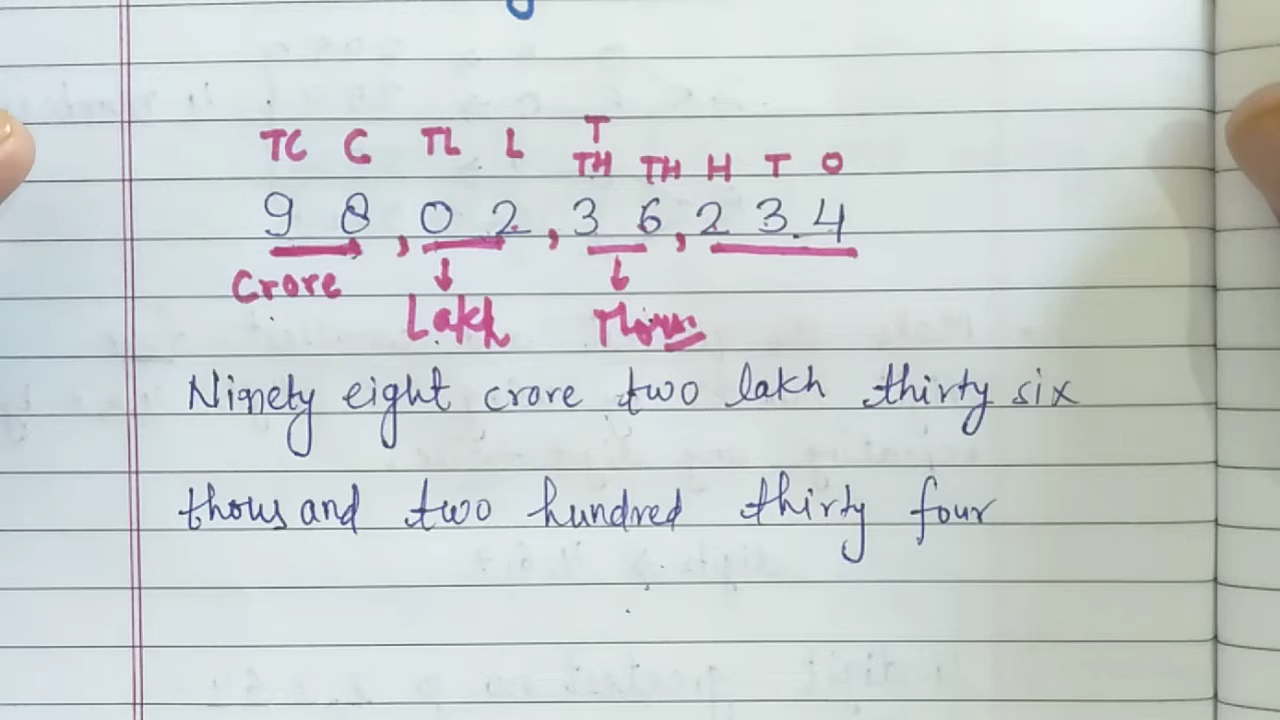 TC C TL L T TH TH H T O
9 8 , 0 2 , 3 6 , 2 3 4
Crore Lakh
Ninety eight crore two lakh thirty six
thousand two hundred thirty four